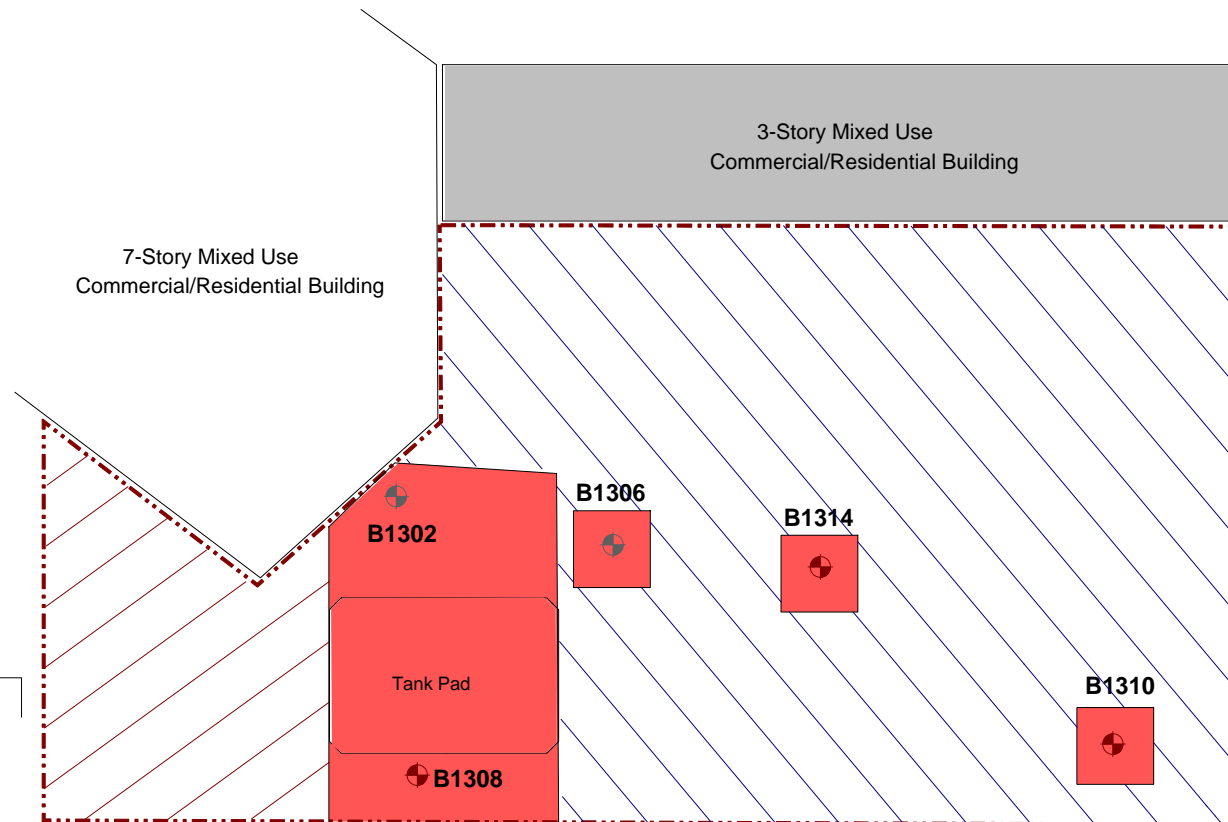 3-Story Mixed Use
Commercial/Residential Building
7-Story Mixed Use
Commercial/Residential Building
B1306
B1314
B1302
Tank Pad
B1310
B1308